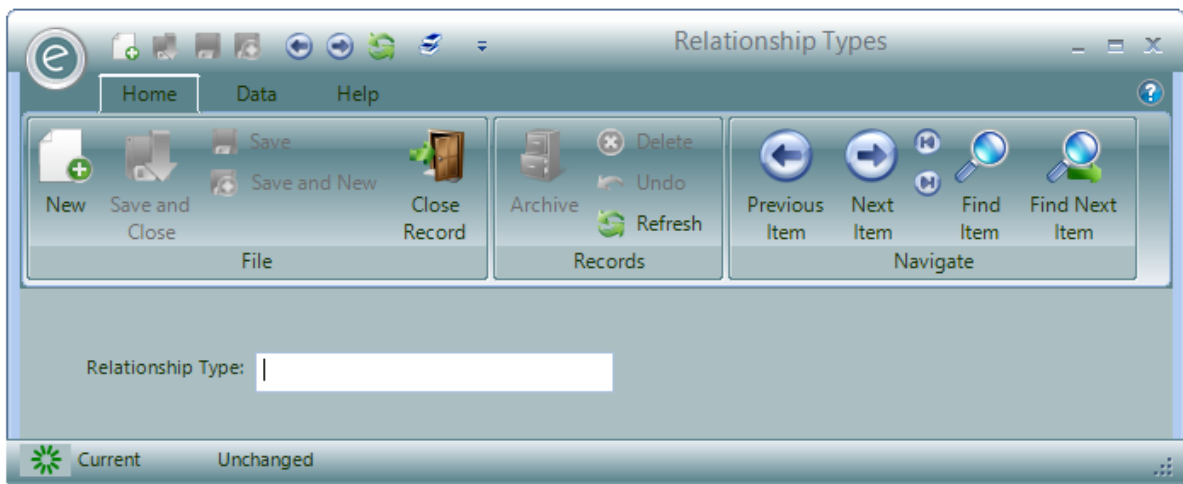 e
Relationship Types
Home Data Help
New
Save and
Close
Save
Save and New
Close
Record
File
Archive
Delete
Undo
Refresh
Records
Previous
Item
Next
Item
Find
Item
Find Next
Item
Navigate
Relationship Type:
Current Unchanged